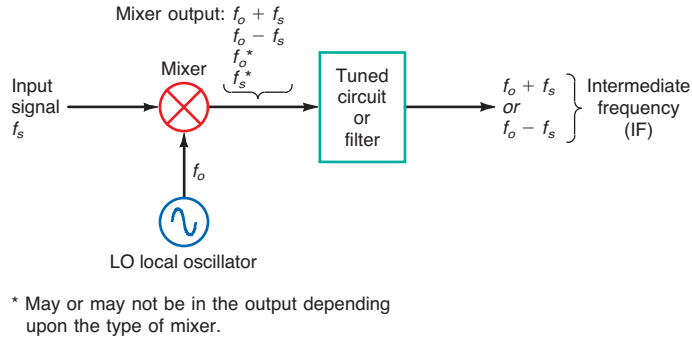 Mixer output: fo + fs
fo − fs
fo*
fs*
Mixer
Input
signal
fs
Tuned
circuit
or
filter
fo + fs
or
fo − fs
Intermediate
frequency
(IF)
fo
LO local oscillator
* May or may not be in the output depending
upon the type of mixer.